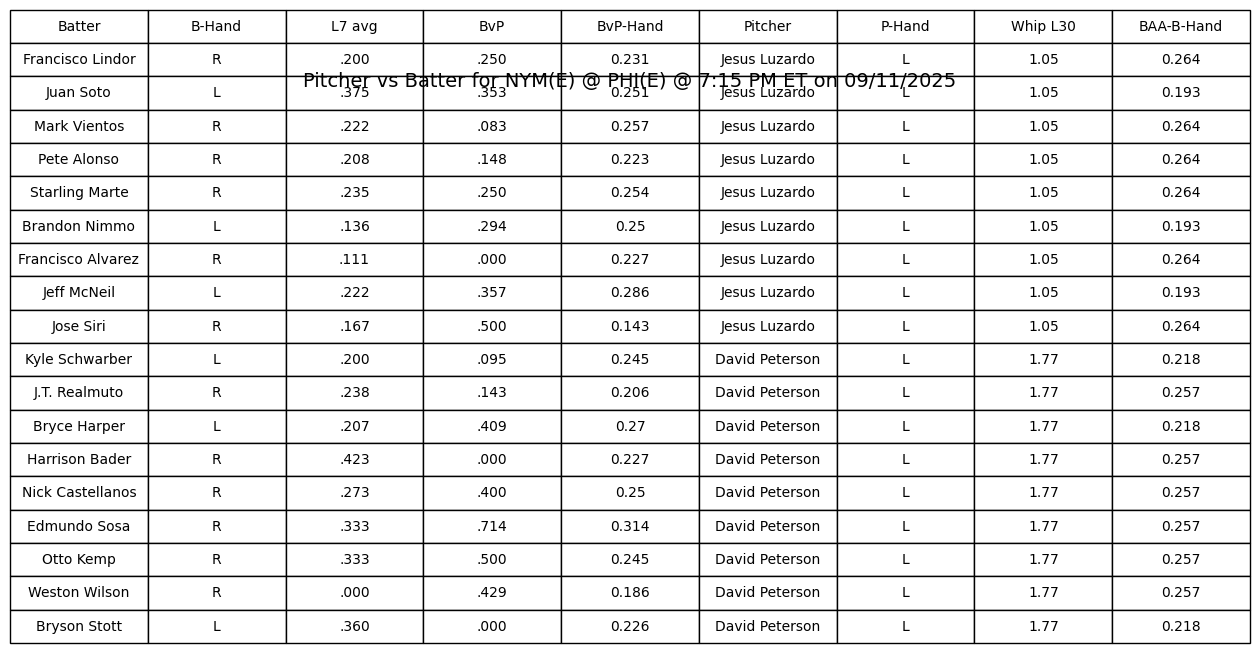 Batter B-Hand L7 avg BvP BvP-Hand Pitcher P-Hand Whip L30 BAA-B-Hand
Francisco Lindor R .200 .250 0.231 Jesus Luzardo L 1.05 0.264
Pitcher vs Batter for NYM(E) @ PHI(E) @ 7:15 PM ET on 09/11/2025
Juan Soto L .375 .353 0.251 Jesus Luzardo L 1.05 0.193
Mark Vientos R .222 .083 0.257 Jesus Luzardo L 1.05 0.264
Pete Alonso R .208 .148 0.223 Jesus Luzardo L 1.05 0.264
Starling Marte R .235 .250 0.254 Jesus Luzardo L 1.05 0.264
Brandon Nimmo L .136 .294 0.25 Jesus Luzardo L 1.05 0.193
Francisco Alvarez R .111 .000 0.227 Jesus Luzardo L 1.05 0.264
Jeff McNeil L .222 .357 0.286 Jesus Luzardo L 1.05 0.193
Jose Siri R .167 .500 0.143 Jesus Luzardo L 1.05 0.264
Kyle Schwarber L .200 .095 0.245 David Peterson L 1.77 0.218
J.T. Realmuto R .238 .143 0.206 David Peterson L 1.77 0.257
Bryce Harper L .207 .409 0.27 David Peterson L 1.77 0.218
Harrison Bader R .423 .000 0.227 David Peterson L 1.77 0.257
Nick Castellanos R .273 .400 0.25 David Peterson L 1.77 0.257
Edmundo Sosa R .333 .714 0.314 David Peterson L 1.77 0.257
Otto Kemp R .333 .500 0.245 David Peterson L 1.77 0.257
Weston Wilson R .000 .429 0.186 David Peterson L 1.77 0.257
Bryson Stott L .360 .000 0.226 David Peterson L 1.77 0.218